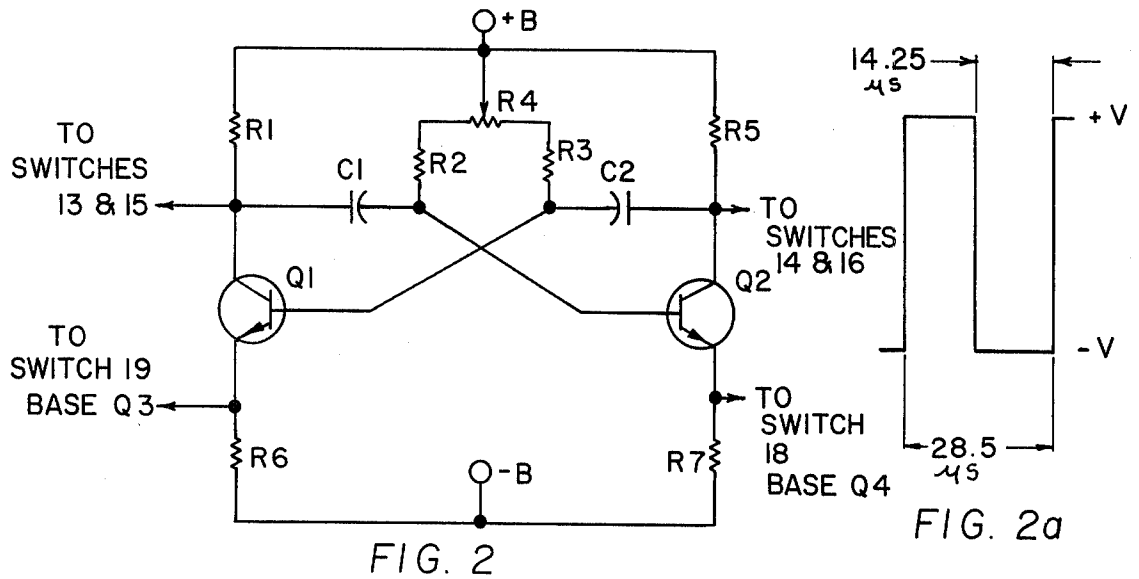 +B
R4
R1
R2
R3
R5
C1
C2
TO
SWITCHES
13 & 15
TO
SWITCHES
14 & 16
Q1
Q2
TO
SWITCH 19
BASE Q3
TO
SWITCH
18
BASE Q4
R6
R7
-B
FIG. 2
14.25
μs
+V
-V
28.5
μs
FIG. 2a